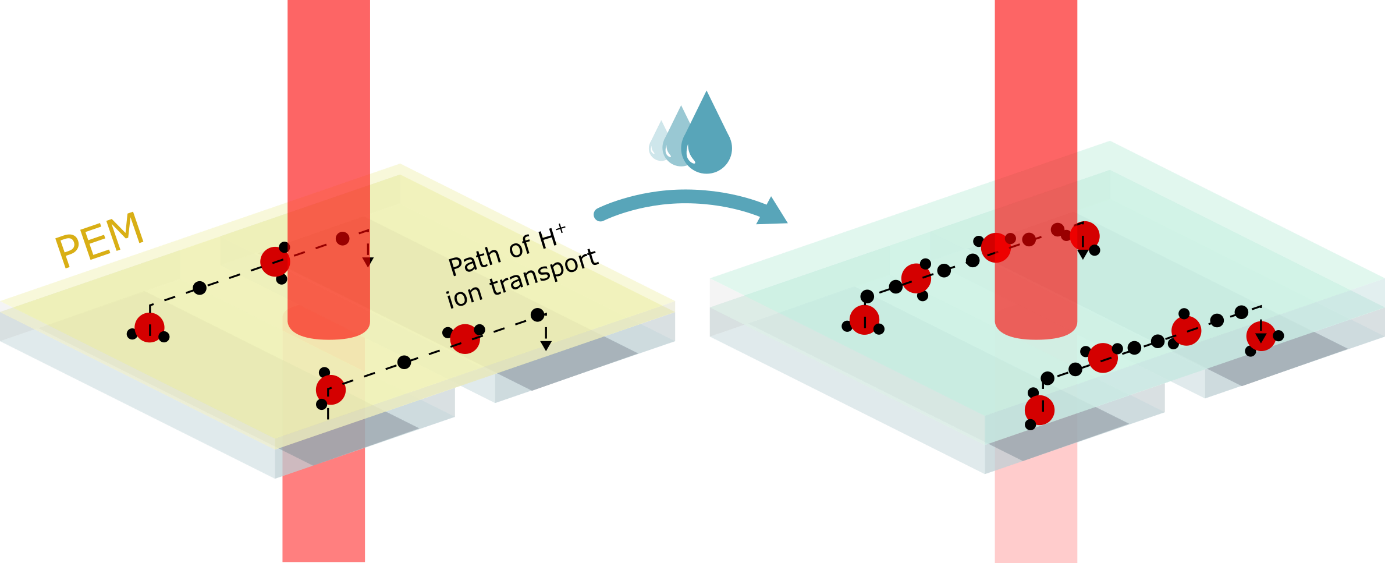 PEM
Path of H⁺
ion transport